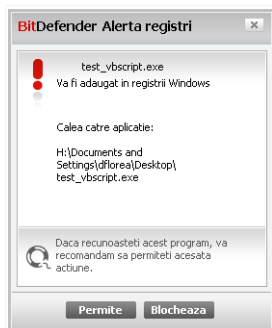 BitDefender Alerta registri
test_vbscript.exe
Va fi adaugat in registrii Windows
Calea catre aplicatie:
H:\Documents and
Settings\dflorea\Desktop\
test_vbscript.exe
Daca recunoasteti acest program, va
recomandam sa permiteti acesata
actiune.
Permite Blocheaza